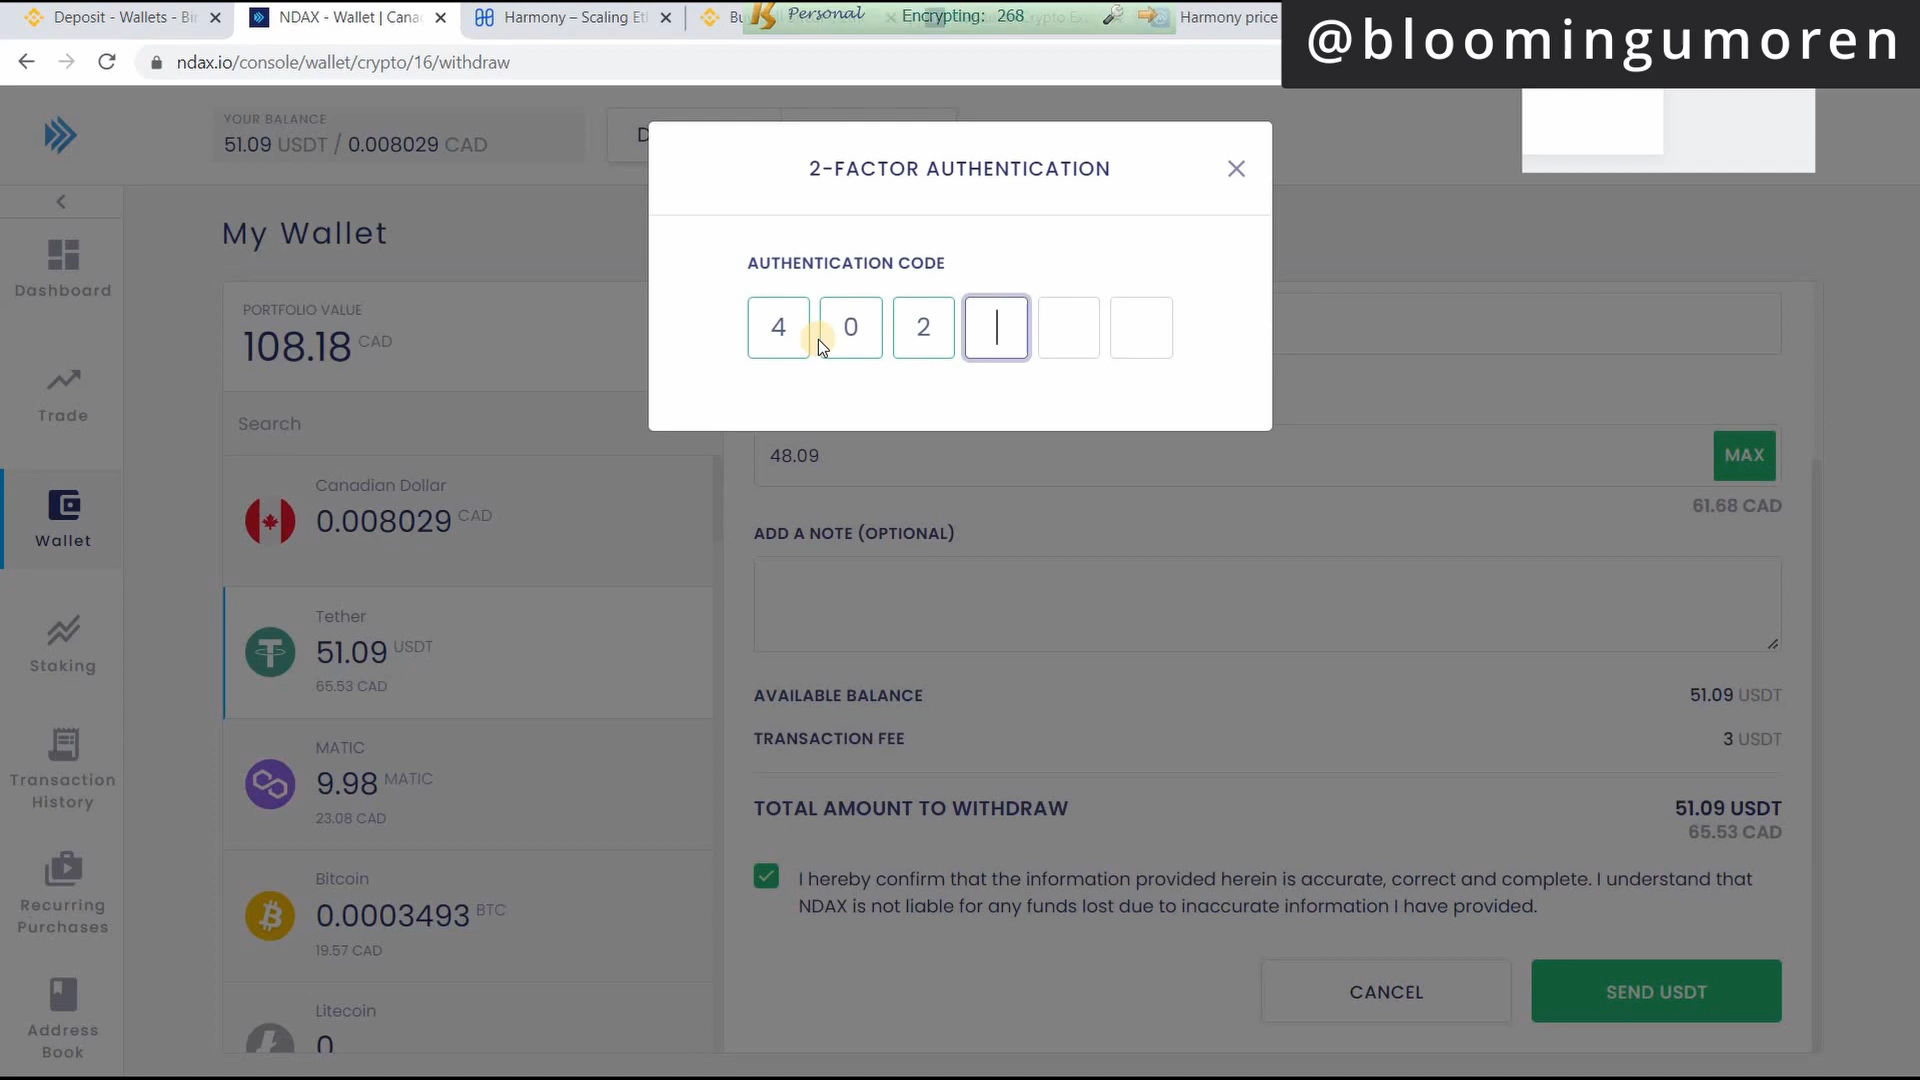 Deposit - Wallets - Bin
NDAX - Wallet | Cana
Harmony – Scaling Et
Bu
Personal
Encrypting: 268
Harmony price
@bloomingumoren
ndax.io/console/wallet/crypto/16/withdraw
YOUR BALANCE
51.09 USDT / 0.008029 CAD
D
2-FACTOR AUTHENTICATION
AUTHENTICATION CODE
4 0 2
Dashboard
Trade
Wallet
Staking
Transaction
History
Recurring
Purchases
Address
Book
My Wallet
PORTFOLIO VALUE
108.18 CAD
Search
Canadian Dollar
0.008029 CAD
Tether
51.09 USDT
65.53 CAD
MATIC
9.98 MATIC
23.08 CAD
Bitcoin
0.0003493 BTC
19.57 CAD
Litecoin
0
48.09
MAX
61.68 CAD
ADD A NOTE (OPTIONAL)
AVAILABLE BALANCE
51.09 USDT
TRANSACTION FEE
3 USDT
TOTAL AMOUNT TO WITHDRAW
51.09 USDT
65.53 CAD
I hereby confirm that the information provided herein is accurate, correct and complete. I understand that
NDAX is not liable for any funds lost due to inaccurate information I have provided.
CANCEL
SEND USDT